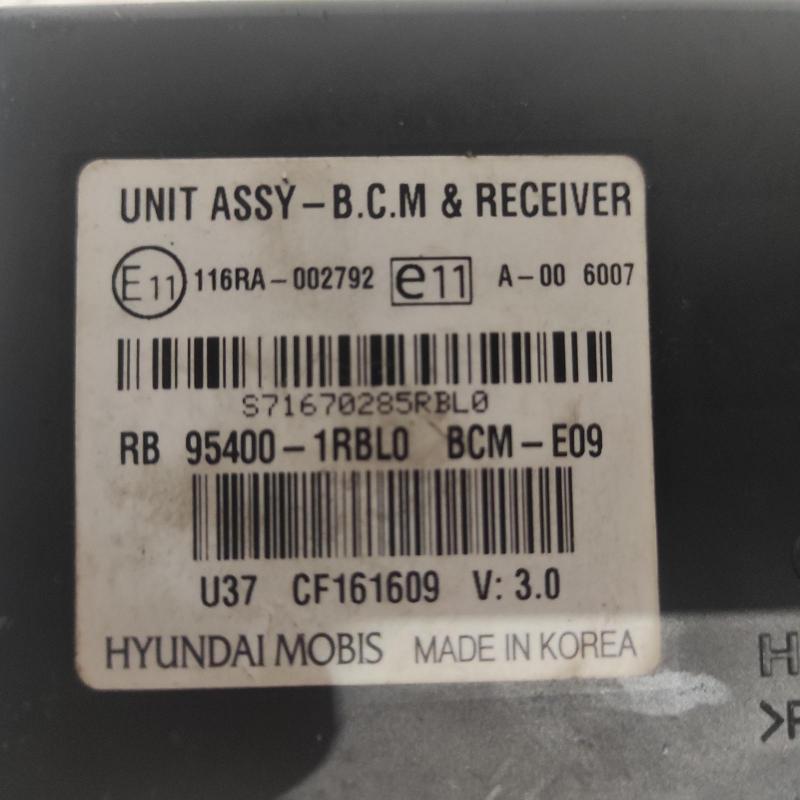 UNIT ASSY - B.C.M & RECEIVER
E11 116RA - 002792 e11 A - 00 6007
S71670285RBL0
RB 95400 - 1RBL0 BCM - E09
U37 CF161609 V: 3.0
HYUNDAI MOBIS MADE IN KOREA